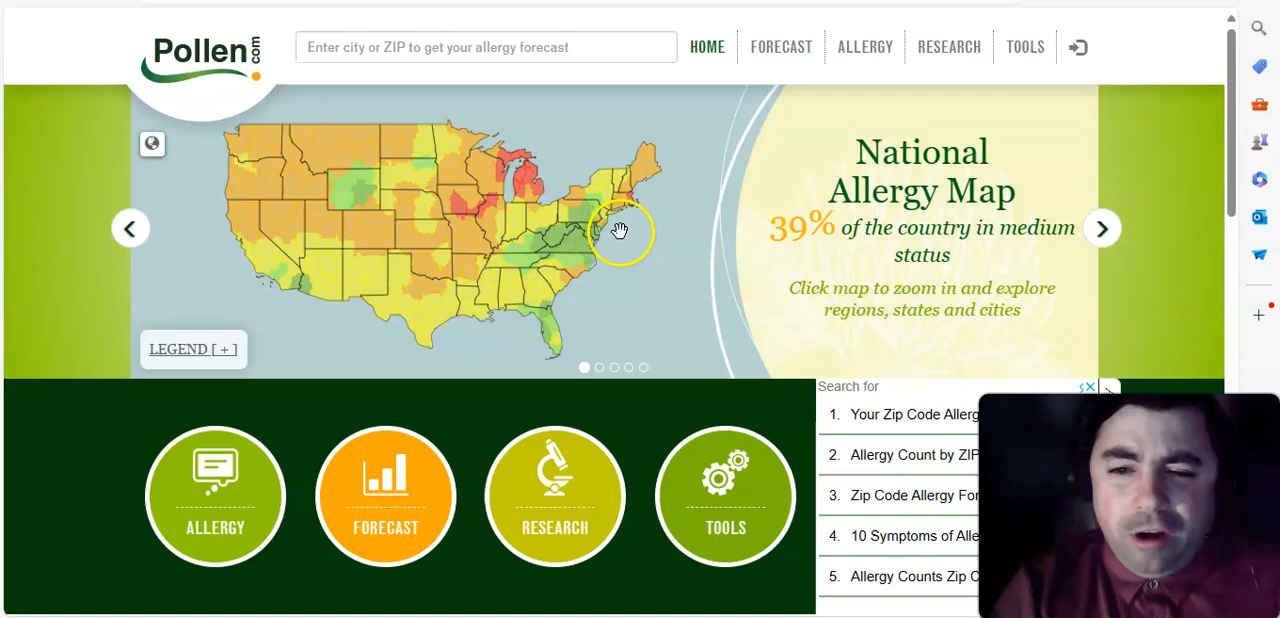 Pollen.com
Enter city or ZIP to get your allergy forecast
HOME
FORECAST
ALLERGY
RESEARCH
TOOLS
National
Allergy Map
39% of the country in medium
status
Click map to zoom in and explore
regions, states and cities
LEGEND [ + ]
ALLERGY
FORECAST
RESEARCH
TOOLS
Search for
1. Your Zip Code Allerg
2. Allergy Count by ZIP
3. Zip Code Allergy For
4. 10 Symptoms of Alle
5. Allergy Counts Zip C